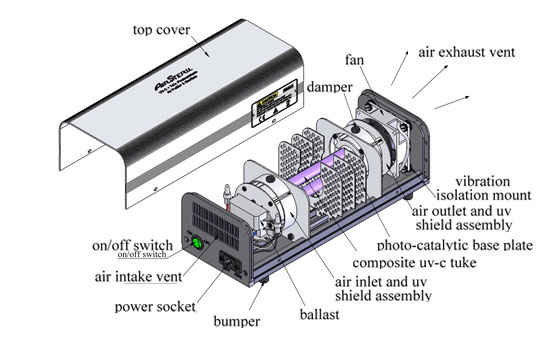 top cover
AIRSTERIL
fan
air exhaust vent
damper
vibration
isolation mount
air outlet and uv
shield assembly
photo-catalytic base plate
composite uv-c tuke
air inlet and uv
shield assembly
ballast
bumper
power socket
air intake vent
on/off switch
on/off switch